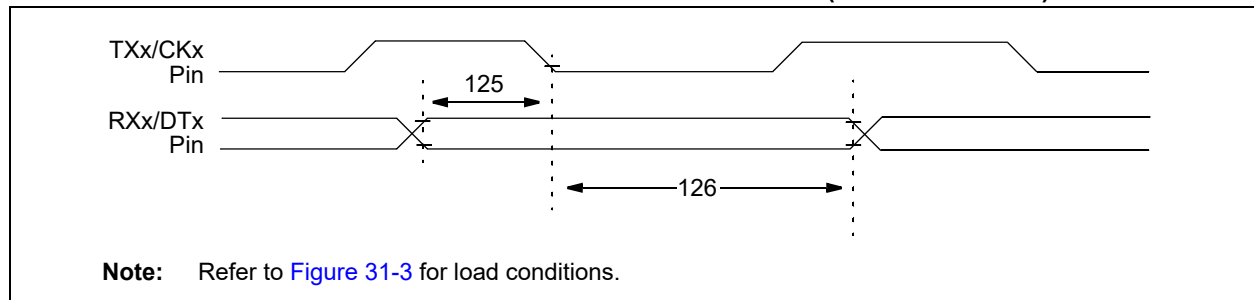 TXx/CKx
Pin
125
RXx/DTx
Pin
126
Note: Refer to Figure 31-3 for load conditions.